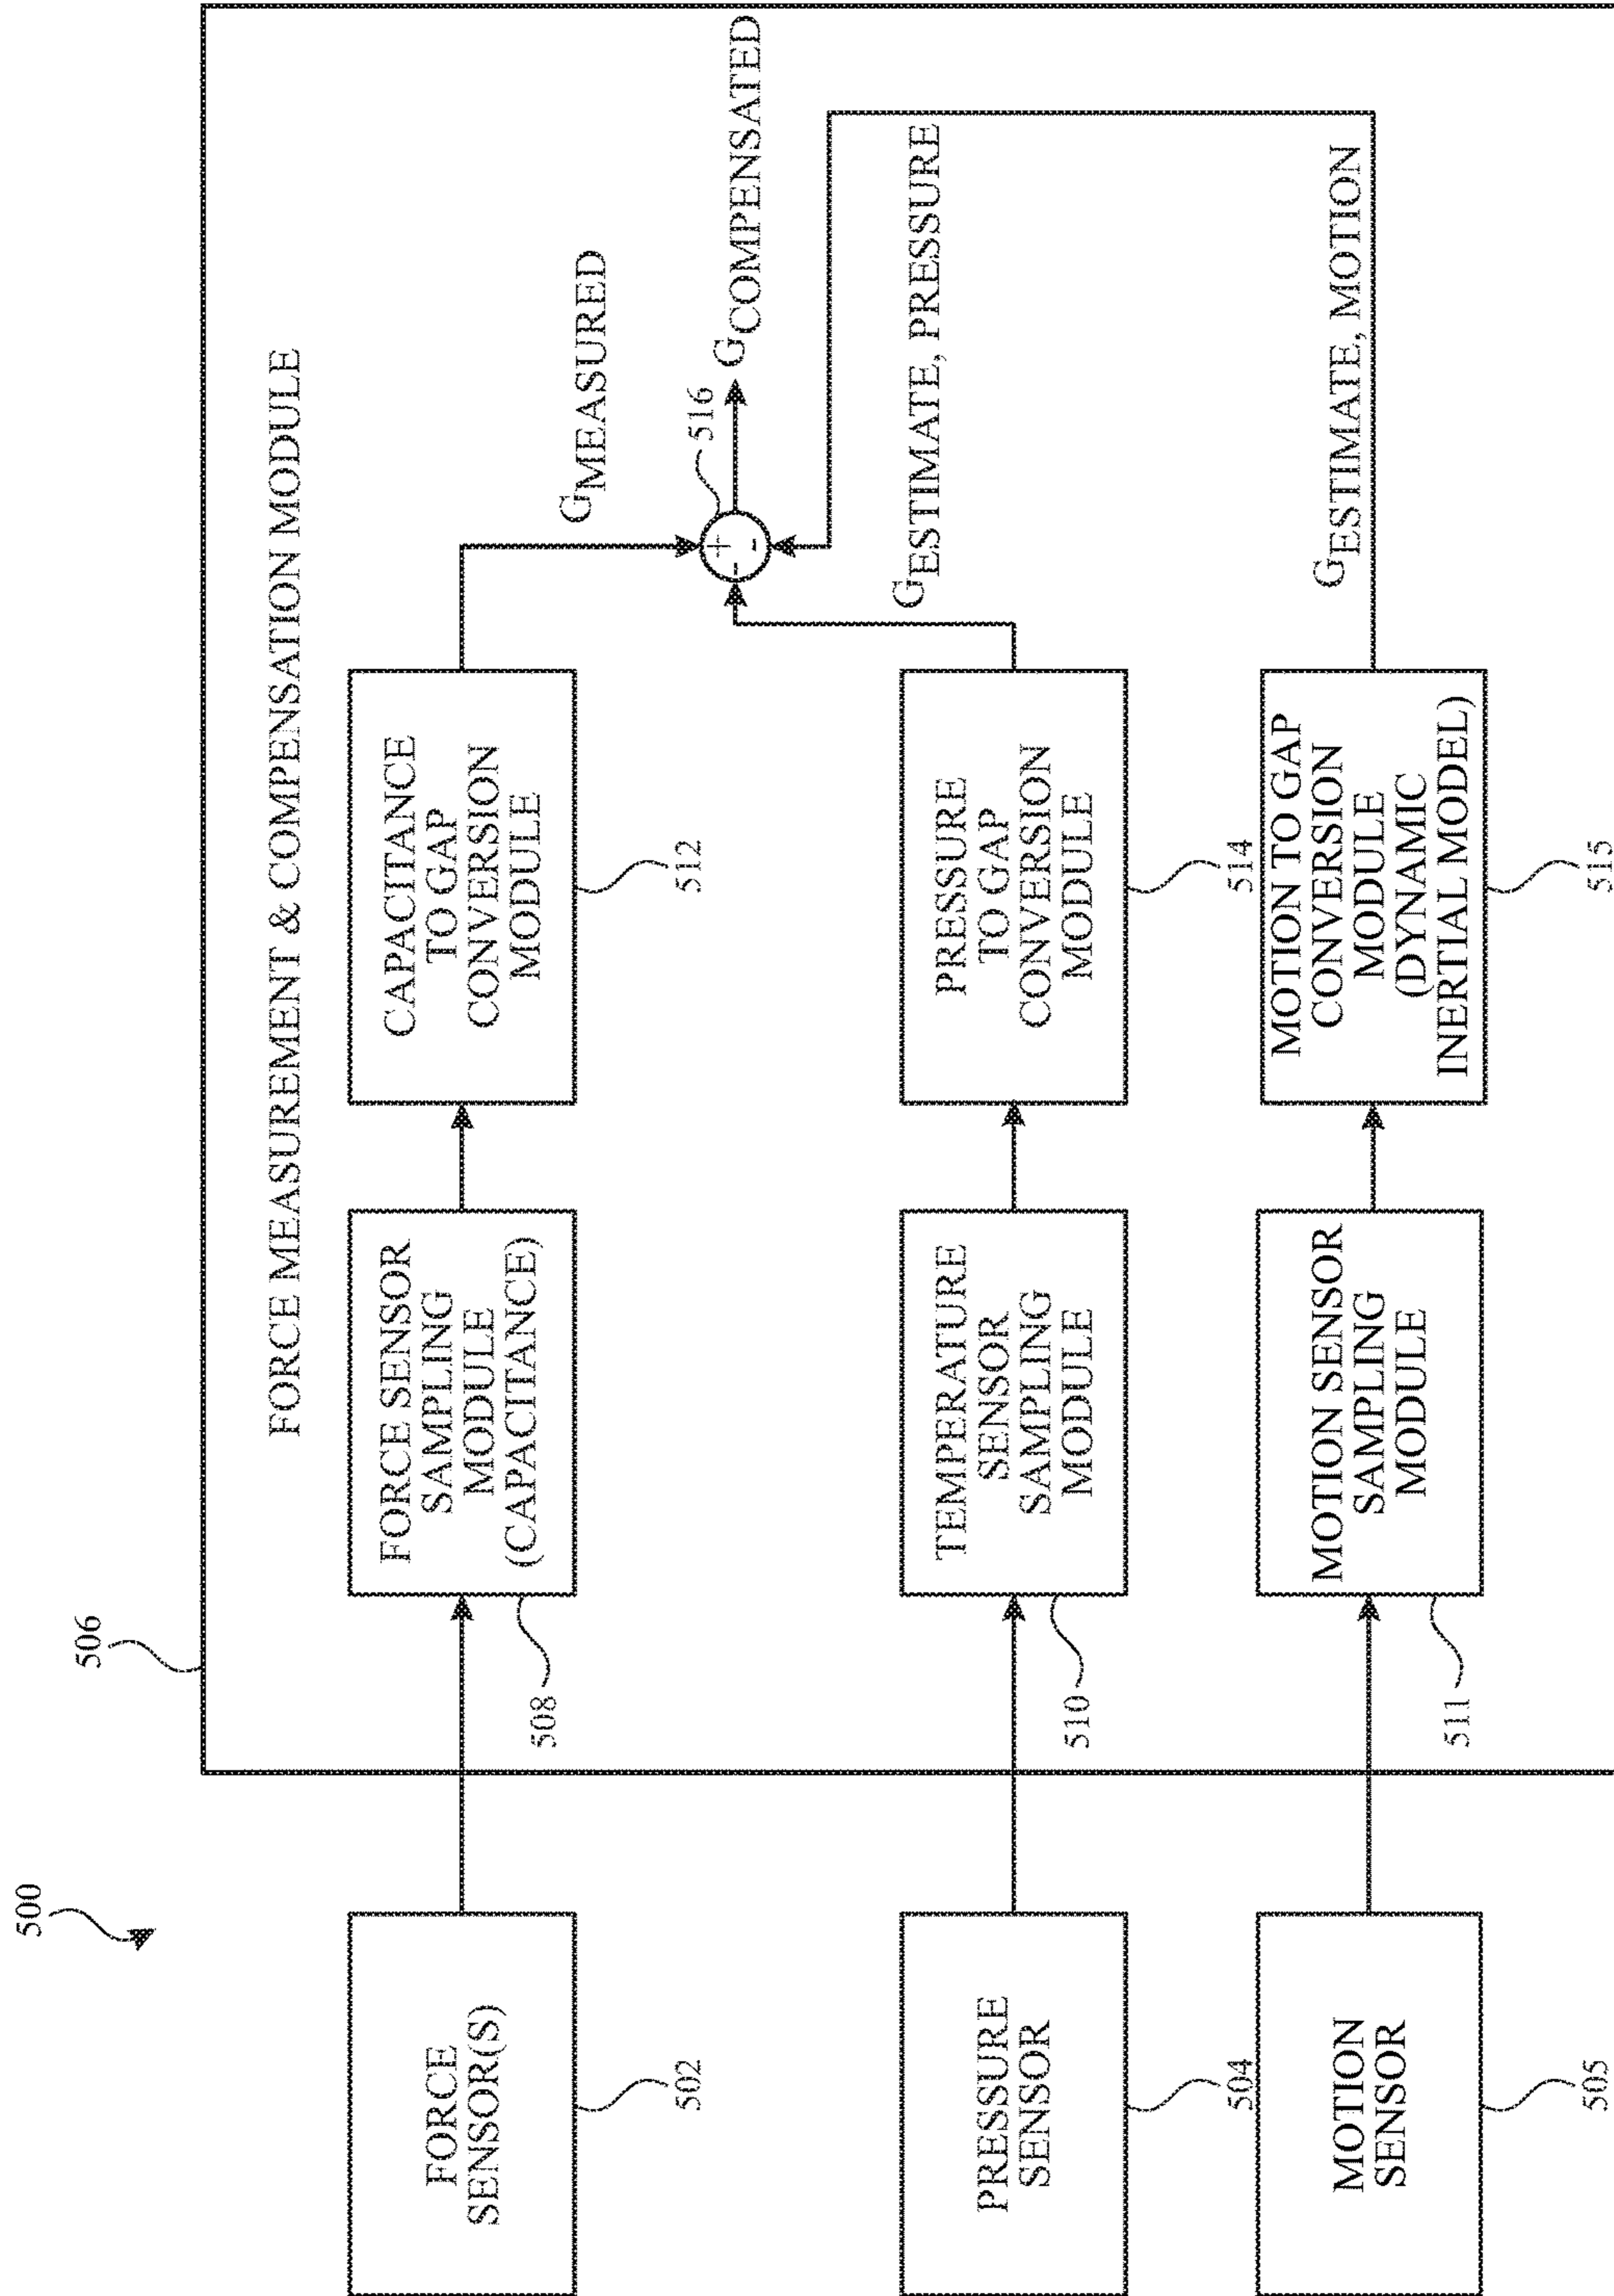 500
506
FORCE MEASUREMENT & COMPENSATION MODULE
FORCE
SENSOR(S)
502
FORCE SENSOR
SAMPLING
MODULE
(CAPACITANCE)
508
CAPACITANCE
TO GAP
CONVERSION
MODULE
512
GMEASURED
+
-
-
516
GCOMPENSATED
PRESSURE
SENSOR
504
TEMPERATURE
SENSOR
SAMPLING
MODULE
510
PRESSURE
TO GAP
CONVERSION
MODULE
514
GESTIMATE, PRESSURE
MOTION
SENSOR
505
MOTION SENSOR
SAMPLING
MODULE
511
MOTION TO GAP
CONVERSION
MODULE
(DYNAMIC
INERTIAL MODEL)
515
GESTIMATE, MOTION